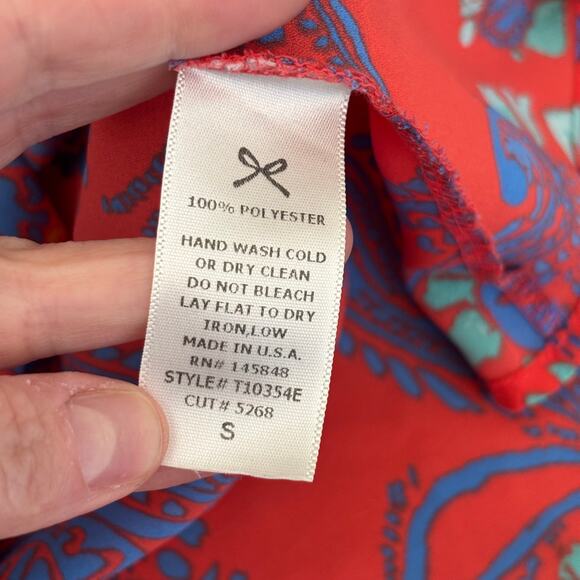 100% POLYESTER
HAND WASH COLD
OR DRY CLEAN
DO NOT BLEACH
LAY FLAT TO DRY
IRON,LOW
MADE IN U.S.A.
RN# 145848
STYLE# T10354E
CUT# 5268
S